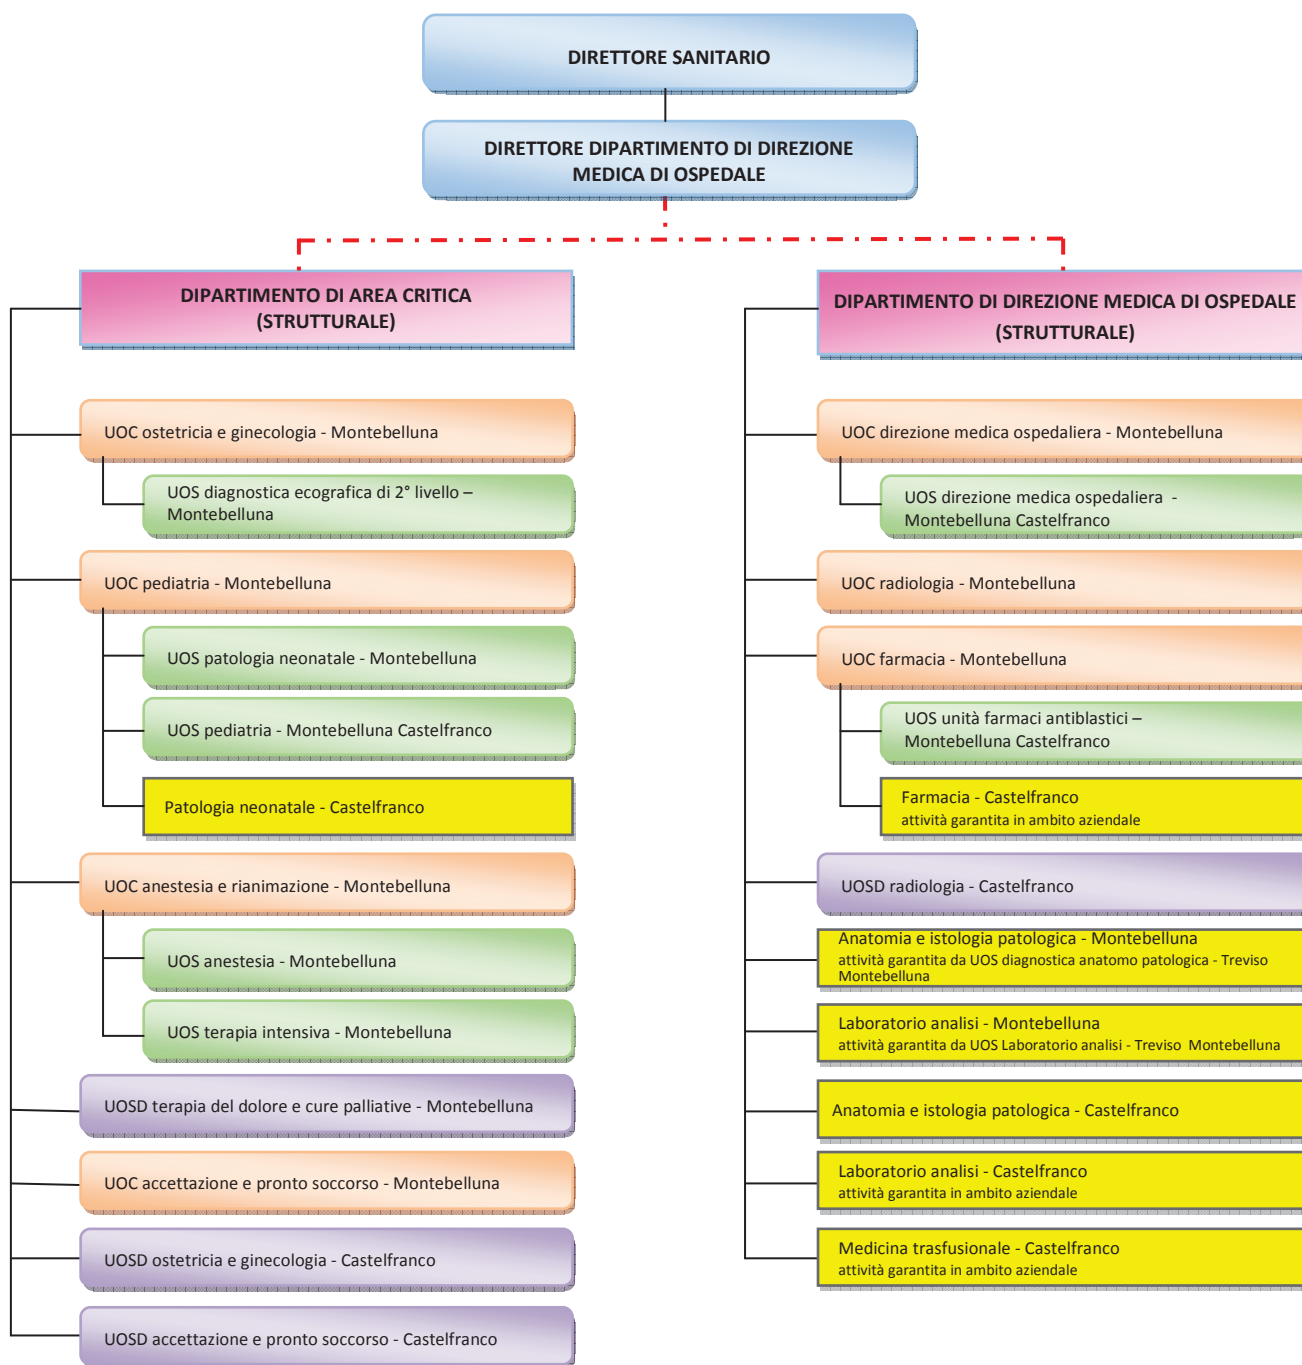 DIRETTORE SANITARIO
DIRETTORE DIPARTIMENTO DI DIREZIONE
MEDICA DI OSPEDALE
DIPARTIMENTO DI AREA CRITICA
(STRUTTURALE)
UOC ostetricia e ginecologia - Montebelluna
UOS diagnostica ecografica di 2° livello –
Montebelluna
UOC pediatria - Montebelluna
UOS patologia neonatale - Montebelluna
UOS pediatria - Montebelluna Castelfranco
Patologia neonatale - Castelfranco
UOC anestesia e rianimazione - Montebelluna
UOS anestesia - Montebelluna
UOS terapia intensiva - Montebelluna
UOSD terapia del dolore e cure palliative - Montebelluna
UOC accettazione e pronto soccorso - Montebelluna
UOSD ostetricia e ginecologia - Castelfranco
UOSD accettazione e pronto soccorso - Castelfranco
DIPARTIMENTO DI DIREZIONE MEDICA DI OSPEDALE
(STRUTTURALE)
UOC direzione medica ospedaliera - Montebelluna
UOS direzione medica ospedaliera -
Montebelluna Castelfranco
UOC radiologia - Montebelluna
UOC farmacia - Montebelluna
UOS unità farmaci antiblastici –
Montebelluna Castelfranco
Farmacia - Castelfranco
attività garantita in ambito aziendale
UOSD radiologia - Castelfranco
Anatomia e istologia patologica - Montebelluna
attività garantita da UOS diagnostica anatomo patologica - Treviso
Montebelluna
Laboratorio analisi - Montebelluna
attività garantita da UOS Laboratorio analisi - Treviso Montebelluna
Anatomia e istologia patologica - Castelfranco
Laboratorio analisi - Castelfranco
attività garantita in ambito aziendale
Medicina trasfusionale - Castelfranco
attività garantita in ambito aziendale